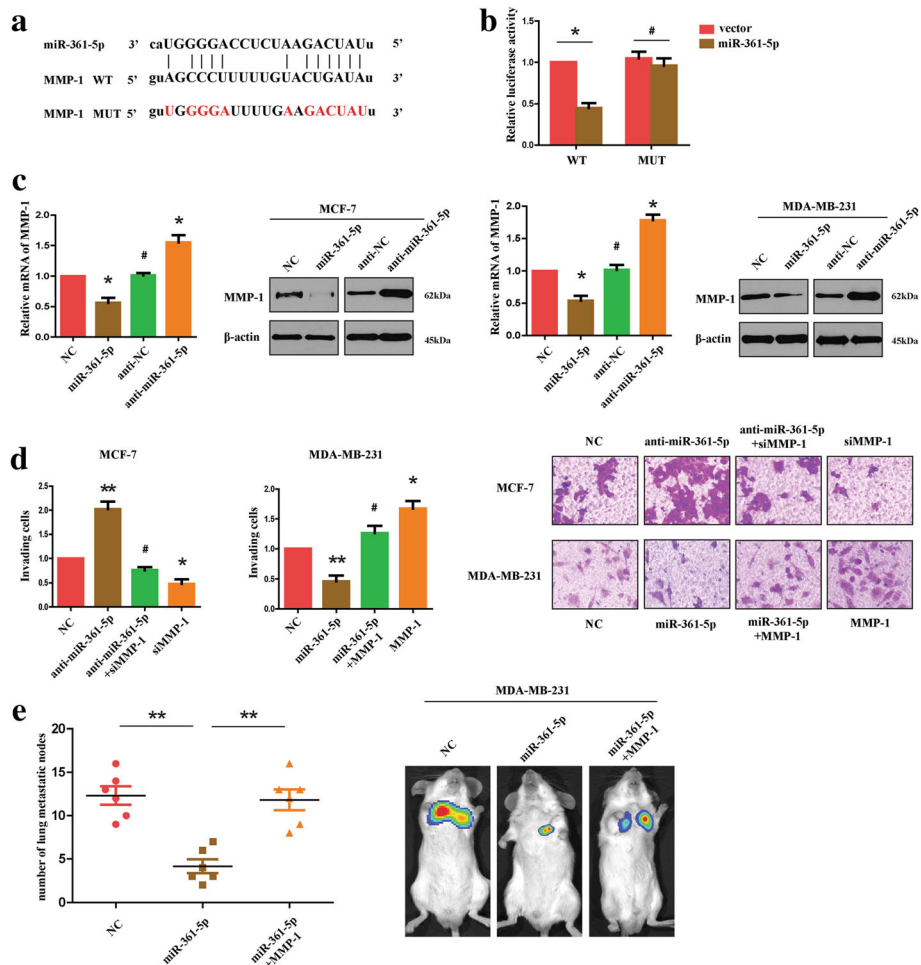 a
miR-361-5p 3' caUGGGGACCUCUAAGACUAUu 5'
MMP-1 WT 5' guAGCCCUUUUUGUACUGAUAu 3'
MMP-1 MUT 5' guUGGGGAUUUUGAAGACUAUu 3'
b
Relative luciferase activity
1.5
1.0
0.5
0.0
*
#
WT
MUT
vector
miR-361-5p
c
Relative mRNA of MMP-1
2.0
1.5
1.0
0.5
0.0
*
#
*
NC
miR-361-5p
anti-NC
anti-miR-361-5p
MCF-7
NC
miR-361-5p
anti-NC
anti-miR-361-5p
MMP-1
62kDa
β-actin
45kDa
Relative mRNA of MMP-1
2.0
1.5
1.0
0.5
0.0
*
#
*
NC
miR-361-5p
anti-NC
anti-miR-361-5p
MDA-MB-231
NC
miR-361-5p
anti-NC
anti-miR-361-5p
MMP-1
62kDa
β-actin
45kDa
d
MCF-7
Invading cells
2.5
2.0
1.5
1.0
0.5
0.0
**
#
*
NC
anti-miR-361-5p
anti-miR-361-5p
+siMMP-1
siMMP-1
MDA-MB-231
Invading cells
2.0
1.5
1.0
0.5
0.0
**
#
*
NC
miR-361-5p
miR-361-5p
+MMP-1
MMP-1
NC
anti-miR-361-5p
anti-miR-361-5p
+siMMP-1
siMMP-1
MCF-7
MDA-MB-231
NC
miR-361-5p
miR-361-5p
+MMP-1
MMP-1
e
number of lung metastatic nodes
20
15
10
5
0
**
**
NC
miR-361-5p
miR-361-5p
+MMP-1
MDA-MB-231
NC
miR-361-5p
miR-361-5p
+MMP-1